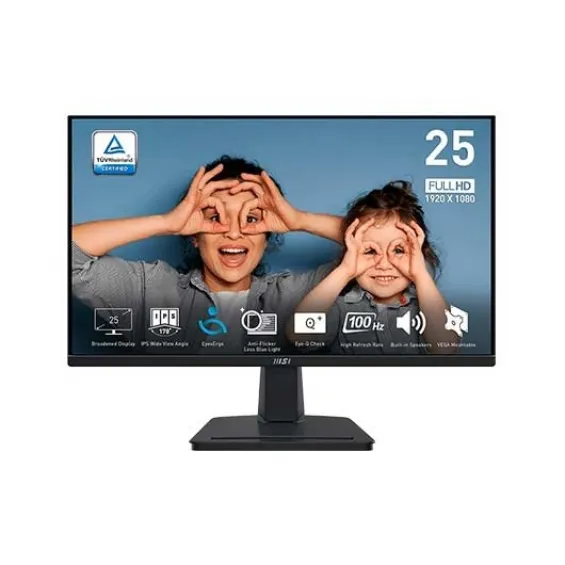 TÜVRheinland
CERTIFIED
25
FULL HD
1920 X 1080
25
IPS
178°
Q+
100Hz
Broadened Display
IPS Wide View Angle
EyesErgo
Anti-Flicker
Less Blue Light
Eye-Q Check
High Refresh Rate
Built-in Speakers
VESA Mountable
MSI